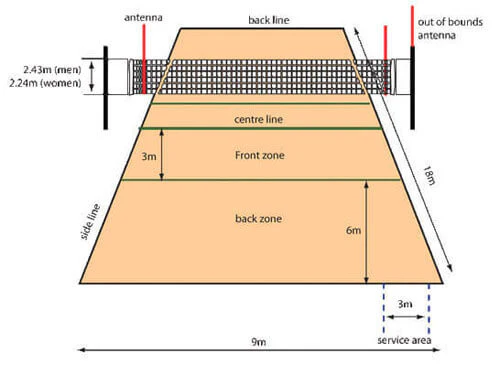 antenna
back line
out of bounds
antenna
2.43m (men)
2.24m (women)
centre line
3m
Front zone
18m
side line
back zone
6m
3m
service area
9m